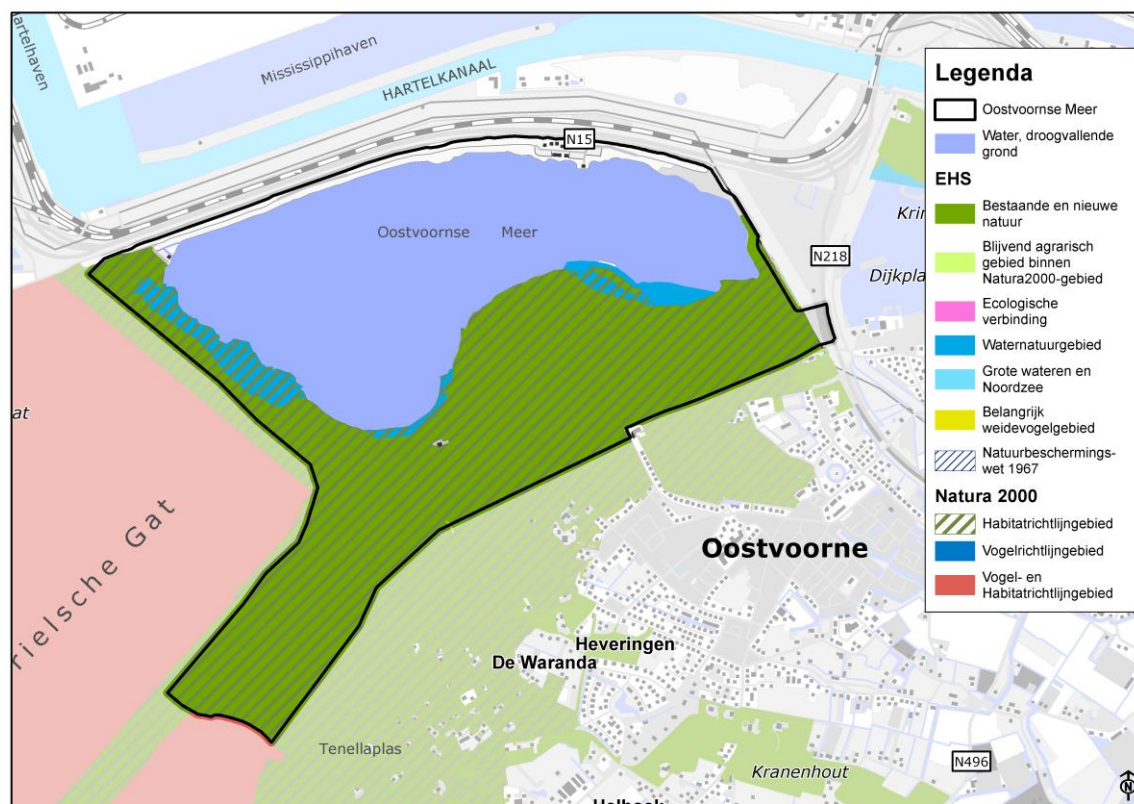 artelhaven
Mississippihaven
HARTELKANAAL
N15
Oostvoornse Meer
N218
Krin
Dijkpla
at
rielsche Gat
Oostvoorne
Heveringen
De Waranda
Tenellaplas
Kranenhout
N496
N
Legenda
Oostvoornse Meer
Water, droogvallende
grond
EHS
Bestaande en nieuwe
natuur
Blijvend agrarisch
gebied binnen
Natura2000-gebied
Ecologische
verbinding
Waternatuurgebied
Grote wateren en
Noordzee
Belangrijk
weidevogelgebied
Natuurbeschermings-
wet 1967
Natura 2000
Habitatrichtlijngebied
Vogelrichtlijngebied
Vogel- en
Habitatrichtlijngebied